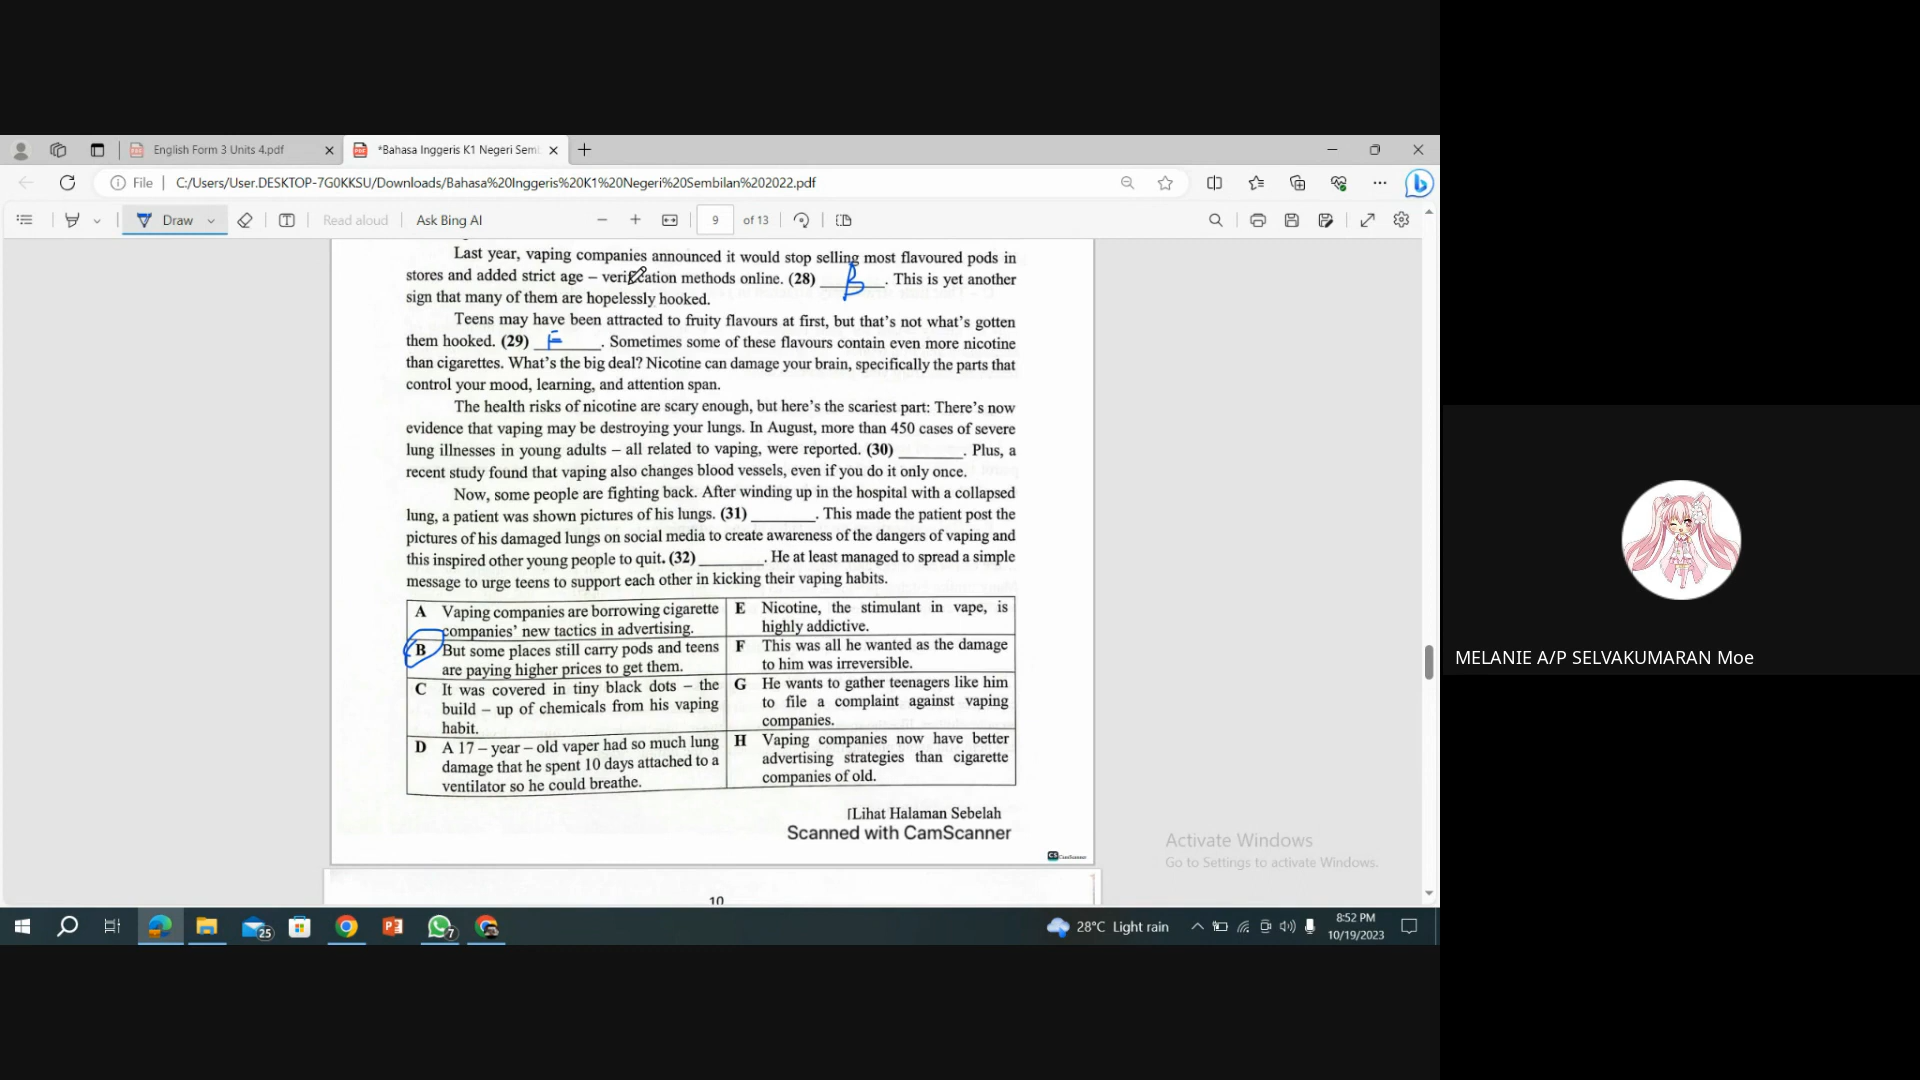 English Form 3 Units 4.pdf
*Bahasa Inggeris K1 Negeri Sem
File
C:/Users/User.DESKTOP-7G0KKSU/Downloads/Bahasa%20Inggeris%20K1%20Negeri%20Sembilan%202022.pdf
Draw
Read aloud
Ask Bing AI
9
of 13
Last year, vaping companies announced it would stop selling most flavoured pods in
stores and added strict age – verification methods online. (28) B. This is yet another
sign that many of them are hopelessly hooked.
Teens may have been attracted to fruity flavours at first, but that's not what's gotten
them hooked. (29) E. Sometimes some of these flavours contain even more nicotine
than cigarettes. What's the big deal? Nicotine can damage your brain, specifically the parts that
control your mood, learning, and attention span.
The health risks of nicotine are scary enough, but here's the scariest part: There's now
evidence that vaping may be destroying your lungs. In August, more than 450 cases of severe
lung illnesses in young adults – all related to vaping, were reported. (30) ________. Plus, a
recent study found that vaping also changes blood vessels, even if you do it only once.
Now, some people are fighting back. After winding up in the hospital with a collapsed
lung, a patient was shown pictures of his lungs. (31) ________. This made the patient post the
pictures of his damaged lungs on social media to create awareness of the dangers of vaping and
this inspired other young people to quit. (32) ________. He at least managed to spread a simple
message to urge teens to support each other in kicking their vaping habits.
A Vaping companies are borrowing cigarette
companies' new tactics in advertising.
B But some places still carry pods and teens
are paying higher prices to get them.
C It was covered in tiny black dots – the
build – up of chemicals from his vaping
habit.
D A 17 – year – old vaper had so much lung
damage that he spent 10 days attached to a
ventilator so he could breathe.
E Nicotine, the stimulant in vape, is
highly addictive.
F This was all he wanted as the damage
to him was irreversible.
G He wants to gather teenagers like him
to file a complaint against vaping
companies.
H Vaping companies now have better
advertising strategies than cigarette
companies of old.
[Lihat Halaman Sebelah
Scanned with CamScanner
CS CamScanner
10
Activate Windows
Go to Settings to activate Windows.
MELANIE A/P SELVAKUMARAN Moe
25
7
28°C Light rain
8:52 PM
10/19/2023